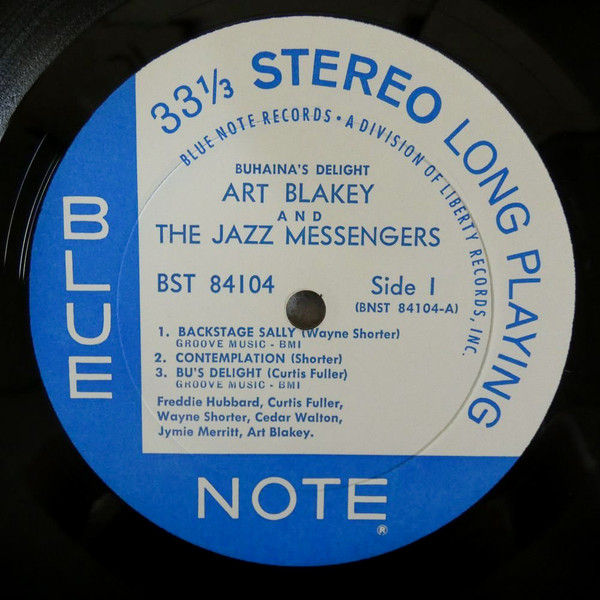 33⅓ STEREO LONG PLAYING
BLUE NOTE RECORDS • A DIVISION OF LIBERTY RECORDS, INC.
BUHAINA'S DELIGHT
ART BLAKEY
AND
THE JAZZ MESSENGERS
BST 84104 Side 1
(BNST 84104-A)
1. BACKSTAGE SALLY (Wayne Shorter)
GROOVE MUSIC - BMI
2. CONTEMPLATION (Shorter)
3. BU'S DELIGHT (Curtis Fuller)
GROOVE MUSIC - BMI
Freddie Hubbard, Curtis Fuller,
Wayne Shorter, Cedar Walton,
Jymie Merritt, Art Blakey.
BLUE
NOTE ®